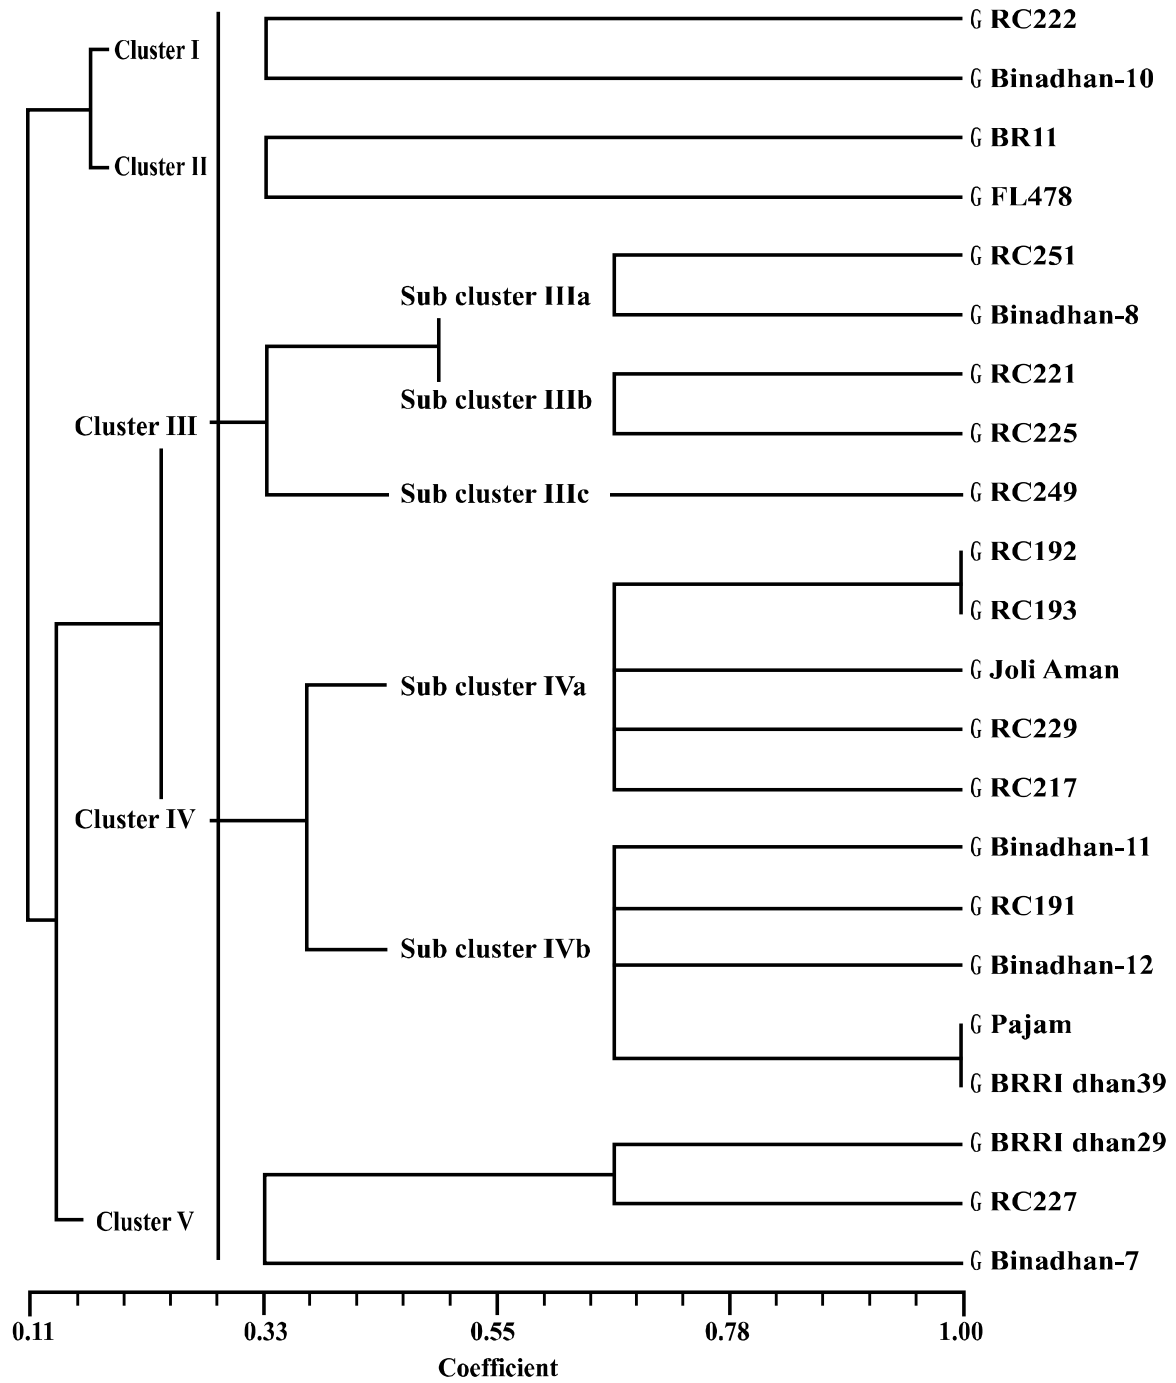 G RC222
Cluster I
G Binadhan-10
G BR11
Cluster II
G FL478
G RC251
Sub cluster IIIa
G Binadhan-8
G RC221
Sub cluster IIIb
Cluster III
G RC225
Sub cluster IIIc
G RC249
G RC192
G RC193
G Joli Aman
Sub cluster IVa
G RC229
G RC217
Cluster IV
G Binadhan-11
G RC191
Sub cluster IVb
G Binadhan-12
G Pajam
G BRRI dhan39
G BRRI dhan29
G RC227
Cluster V
G Binadhan-7
0.11 0.33 0.55 0.78 1.00
Coefficient